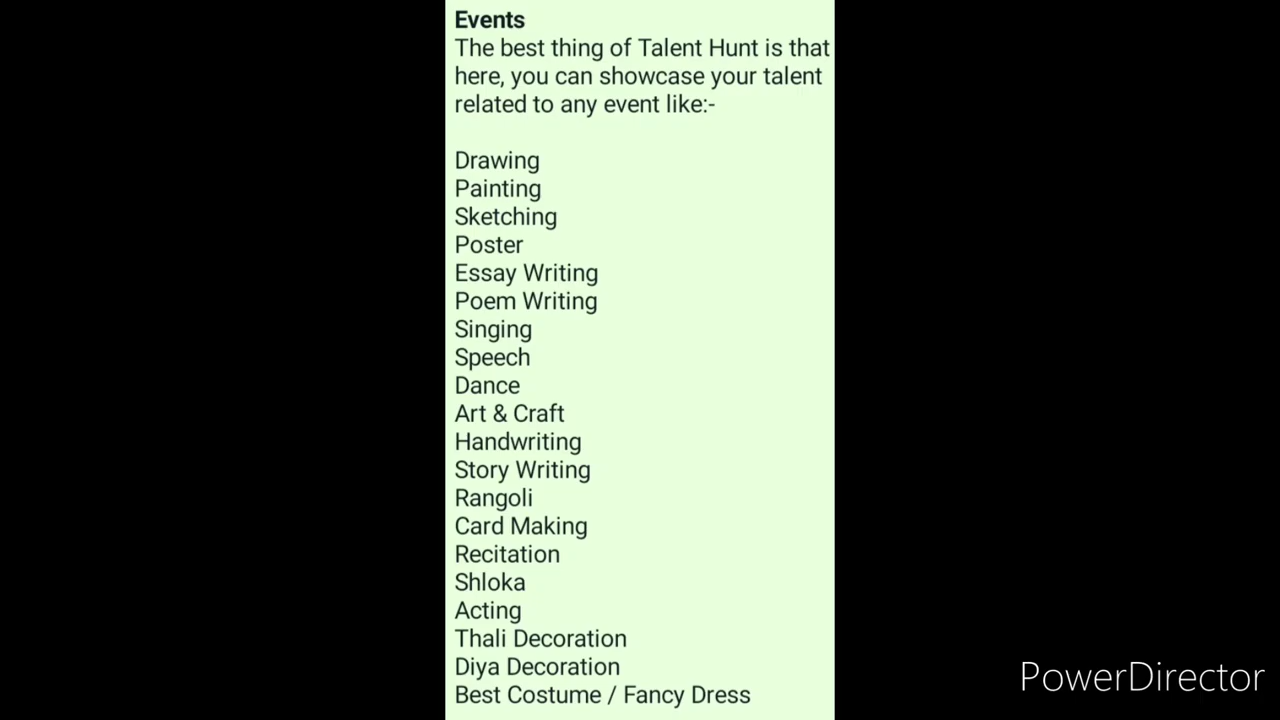 Events
The best thing of Talent Hunt is that
here, you can showcase your talent
related to any event like:-
Drawing
Painting
Sketching
Poster
Essay Writing
Poem Writing
Singing
Speech
Dance
Art & Craft
Handwriting
Story Writing
Rangoli
Card Making
Recitation
Shloka
Acting
Thali Decoration
Diya Decoration
Best Costume / Fancy Dress
PowerDirector